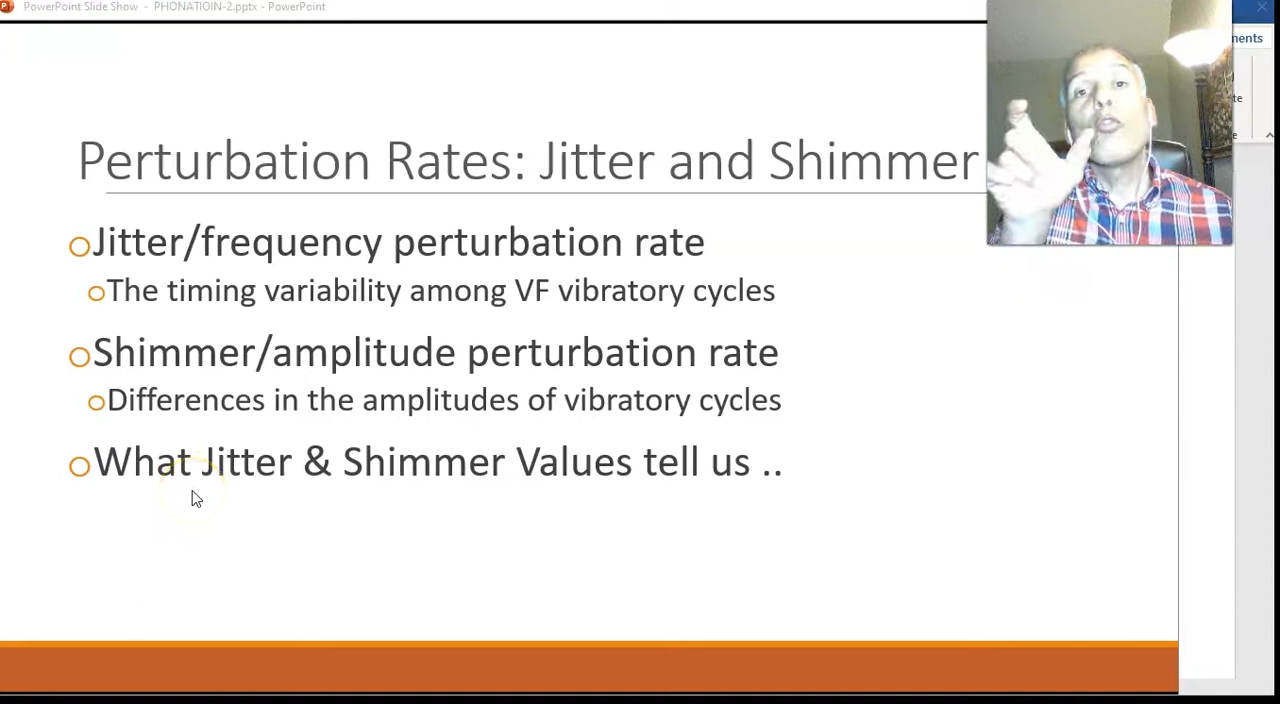 PowerPoint Slide Show - PHONATIOIN-2.pptx - PowerPoint
ments
te
e
Perturbation Rates: Jitter and Shimmer
Jitter/frequency perturbation rate
The timing variability among VF vibratory cycles
Shimmer/amplitude perturbation rate
Differences in the amplitudes of vibratory cycles
What Jitter & Shimmer Values tell us ..